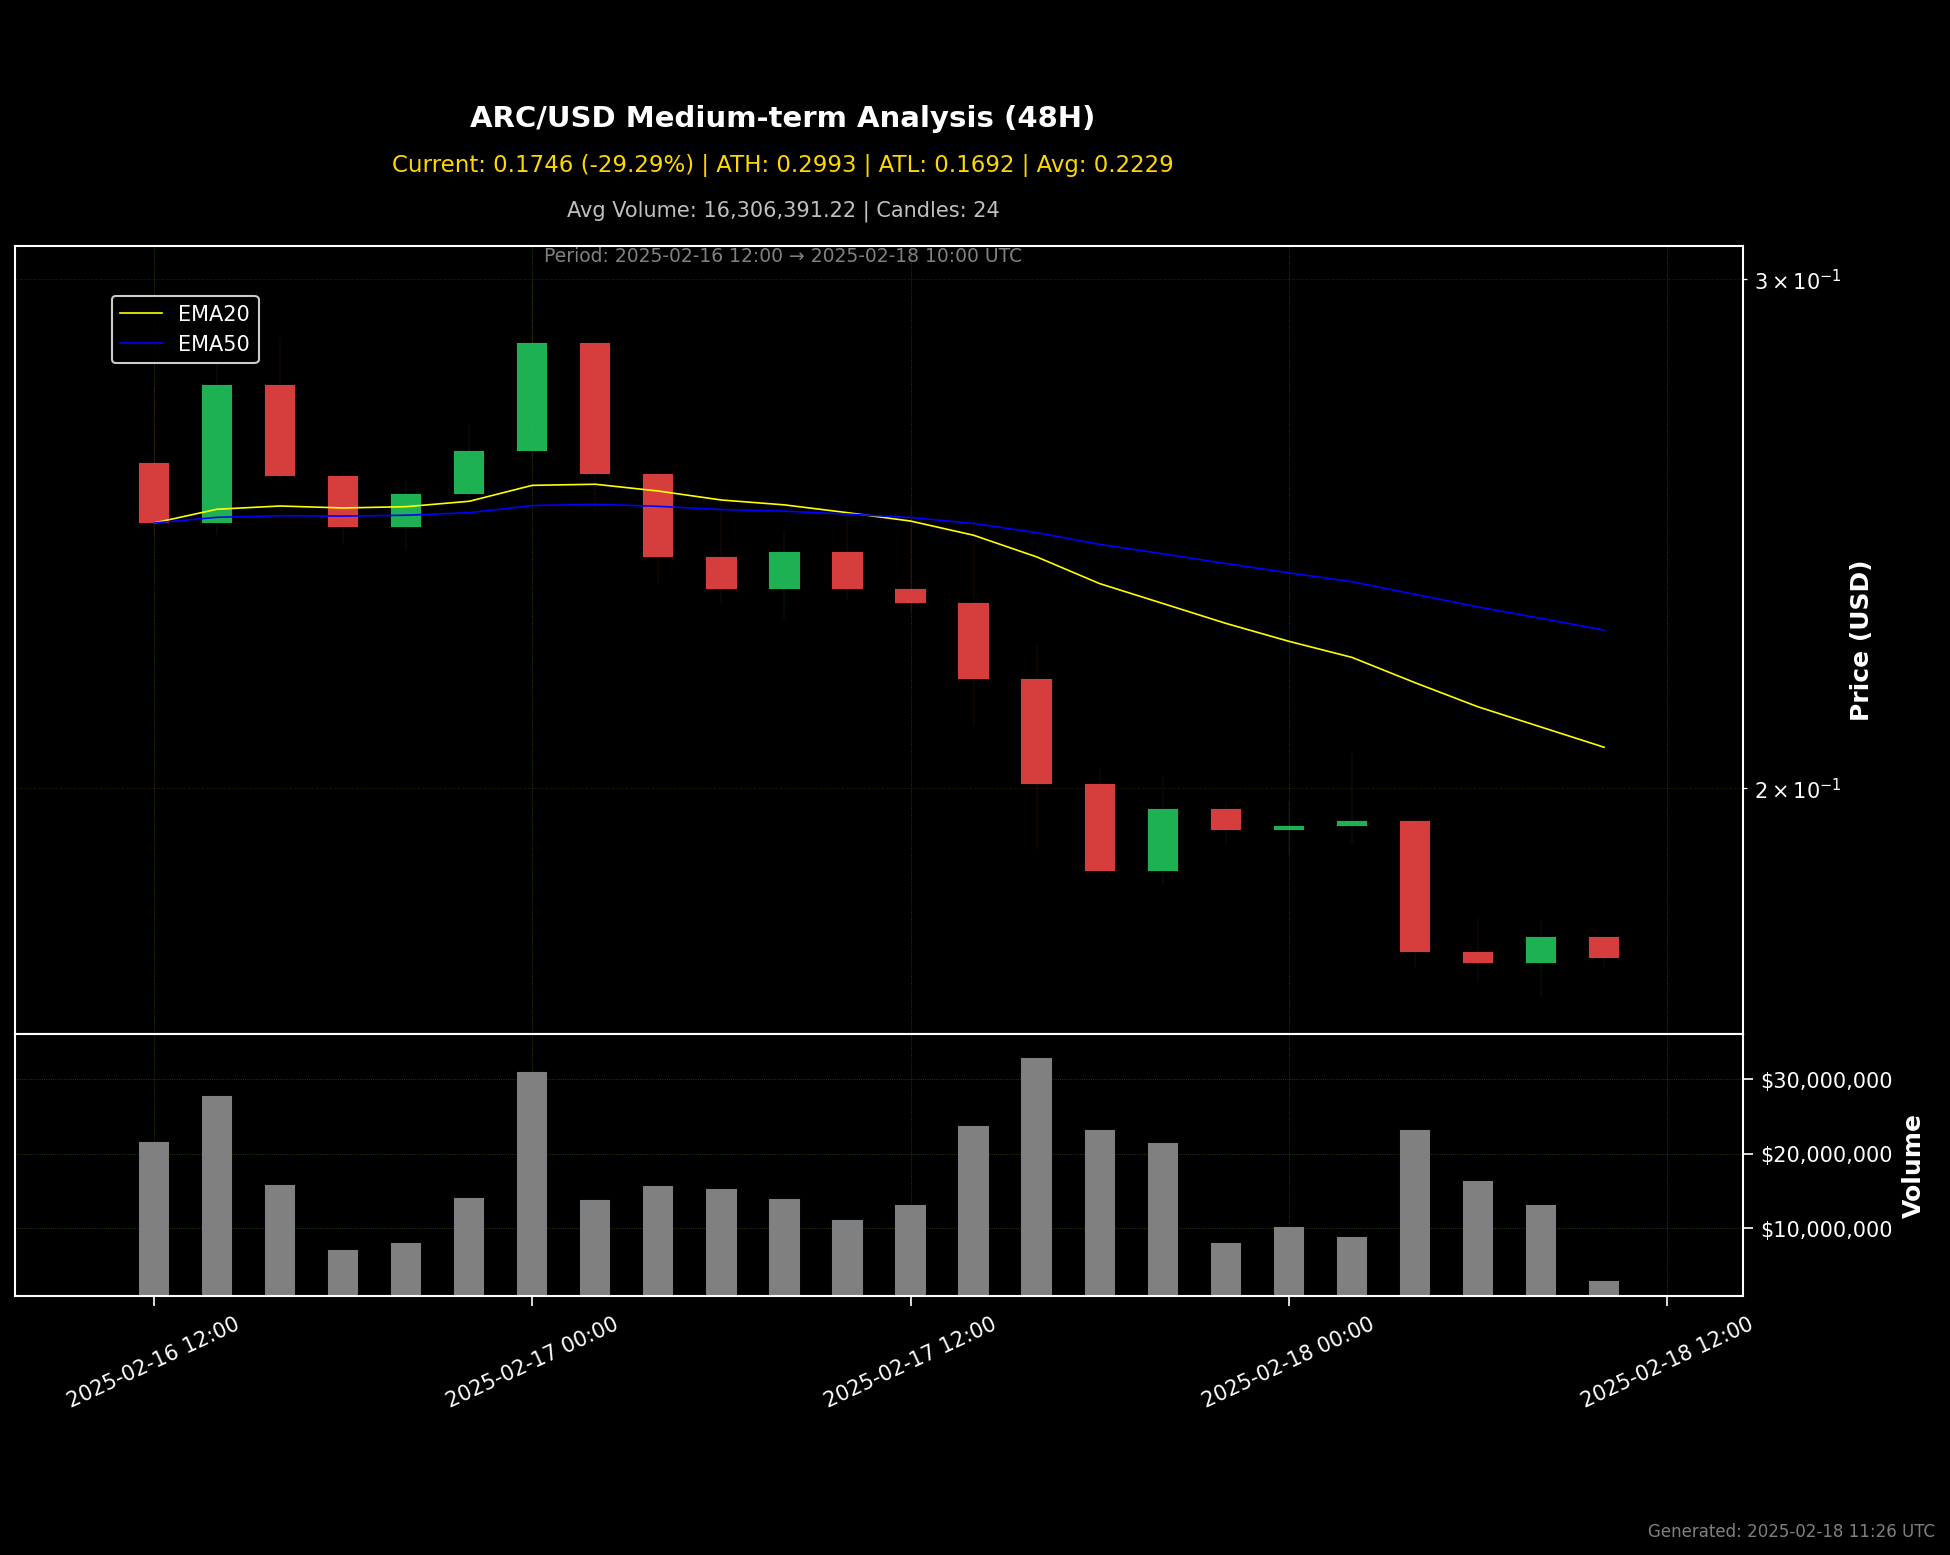 ARC/USD Medium-term Analysis (48H)
Current: 0.1746 (-29.29%) | ATH: 0.2993 | ATL: 0.1692 | Avg: 0.2229
Avg Volume: 16,306,391.22 | Candles: 24
Period: 2025-02-16 12:00 → 2025-02-18 10:00 UTC
EMA20
EMA50
3 × 10⁻¹
2 × 10⁻¹
Price (USD)
$30,000,000
$20,000,000
$10,000,000
Volume
2025-02-16 12:00
2025-02-17 00:00
2025-02-17 12:00
2025-02-18 00:00
2025-02-18 12:00
Generated: 2025-02-18 11:26 UTC